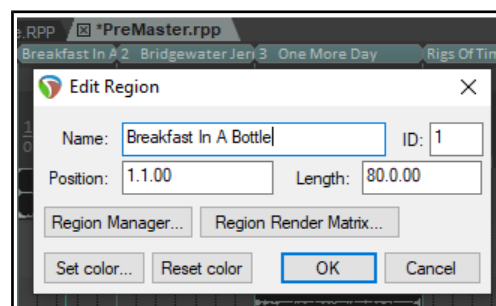 e.RPP *PreMaster.rpp
Breakfast In A 2 Bridgewater Jer 3 One More Day Rigs Of Tim
Edit Region
Name: Breakfast In A Bottle ID: 1
Position: 1.1.00 Length: 80.0.00
Region Manager... Region Render Matrix...
Set color... Reset color OK Cancel